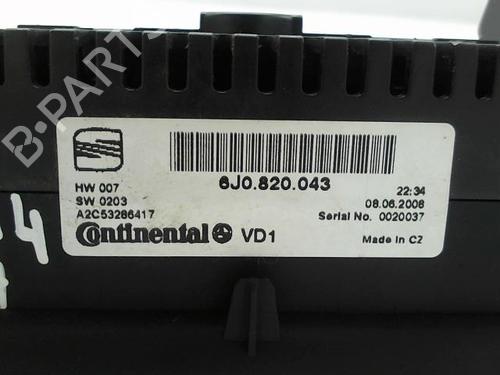 B-PARTS
6J0.820.043
HW 007
22:34
SW 0203
08.06.2008
A2C53286417
Serial No. 0020037
Continental VD1
Made in CZ